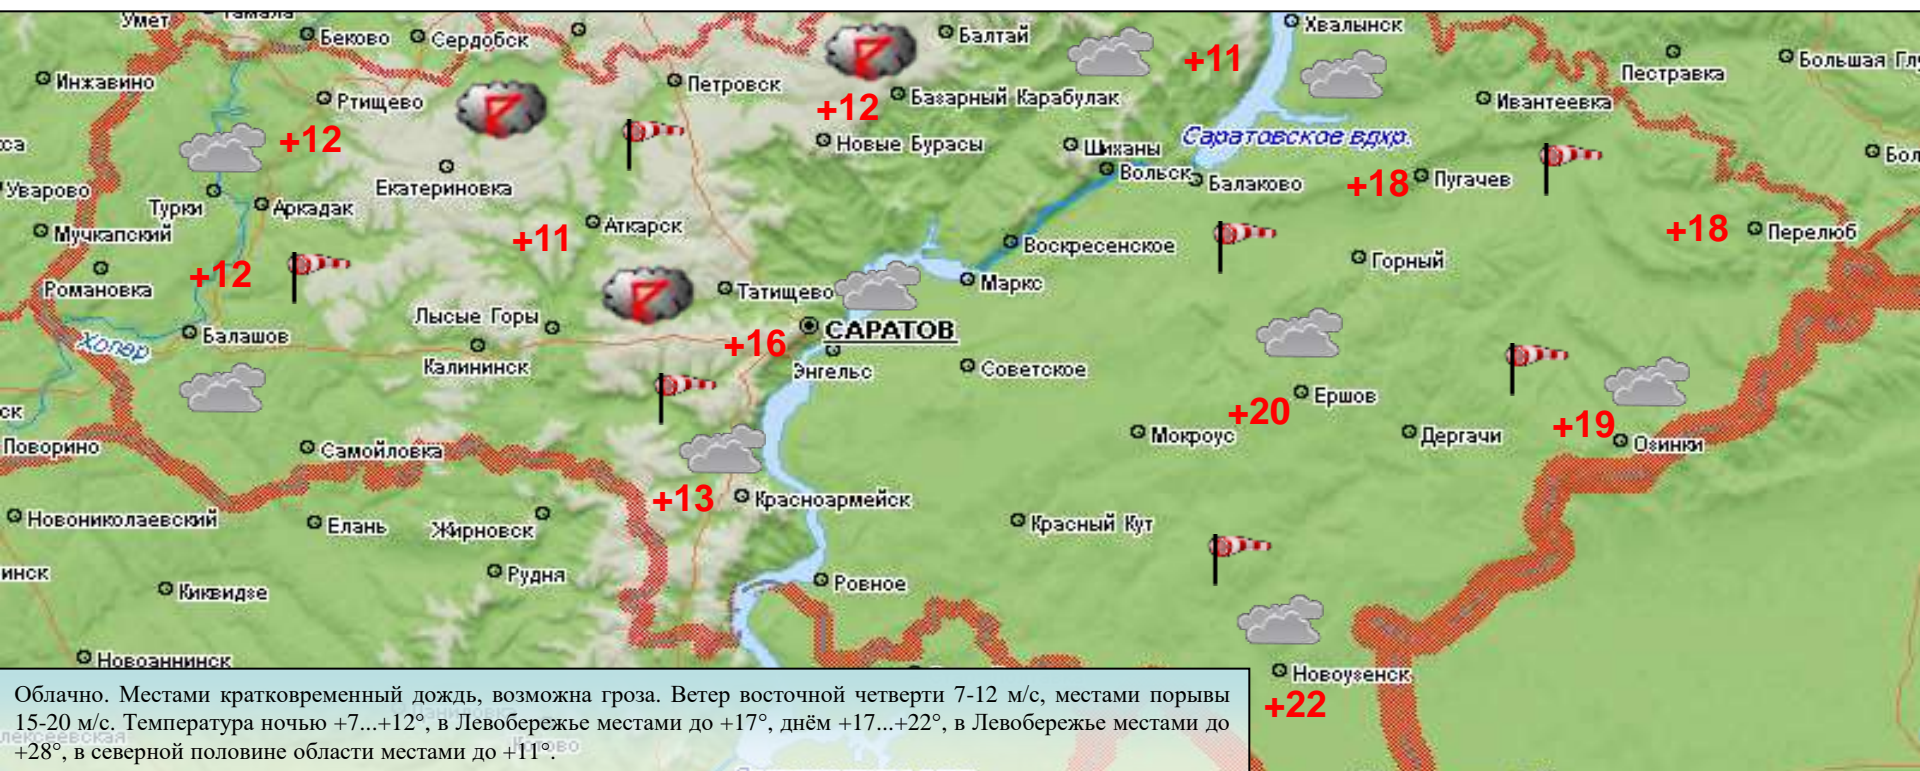 Умет
Тамала
Беково
Сердобск
Балтай
Хвалынск
Инжавино
Петровск
+11
Пестравка
Большая Глу
Ртищево
+12
Базарный Карабулак
Ивантеевка
+12
Новые Бурасы
Шиханы
Саратовское вдхр.
Бол
Уварово
Екатериновка
Вольск
Балаково
+18
Пугачев
Турки
Аркадак
Мучкапский
+11
Аткарск
Воскресенское
+18
Перелюб
Горный
+12
Романовка
Татищево
Маркс
Лысые Горы
Хопер
Балашов
+16
САРАТОВ
Калининск
Энгельс
Советское
ск
+20
Ершов
Поворино
Самойловка
Мокроус
Дергачи
+19
Озинки
+13
Красноармейск
Новониколаевский
Елань
Жирновск
Красный Кут
инск
Рудня
Ровное
Киквидзе
Новоаннинск
Новоузенск
+22
Облачно. Местами кратковременный дождь, возможна гроза. Ветер восточной четверти 7-12 м/с, местами порывы
15-20 м/с. Температура ночью +7...+12°, в Левобережье местами до +17°, днём +17...+22°, в Левобережье местами до
+28°, в северной половине области местами до +11°.